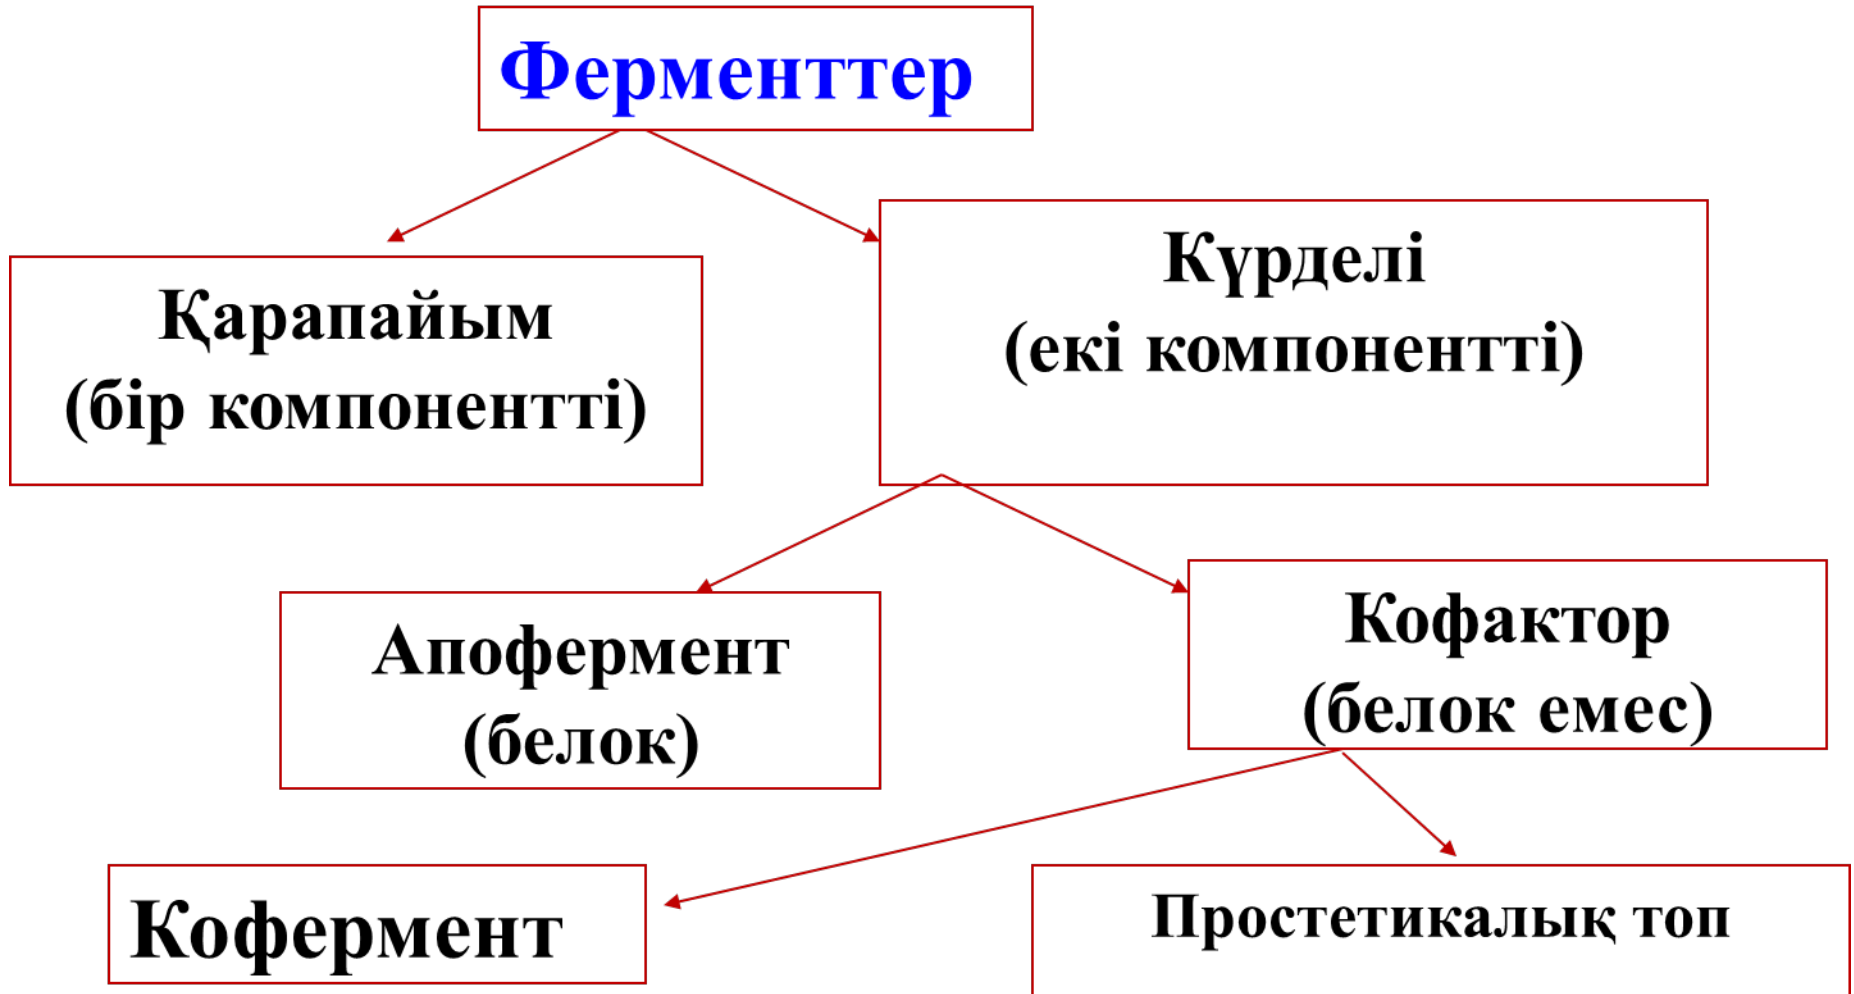 Ферменттер
Қарапайым
(бір компонентті)
Күрделі
(екі компонентті)
Апофермент
(белок)
Кофактор
(белок емес)
Кофермент
Простетикалық топ